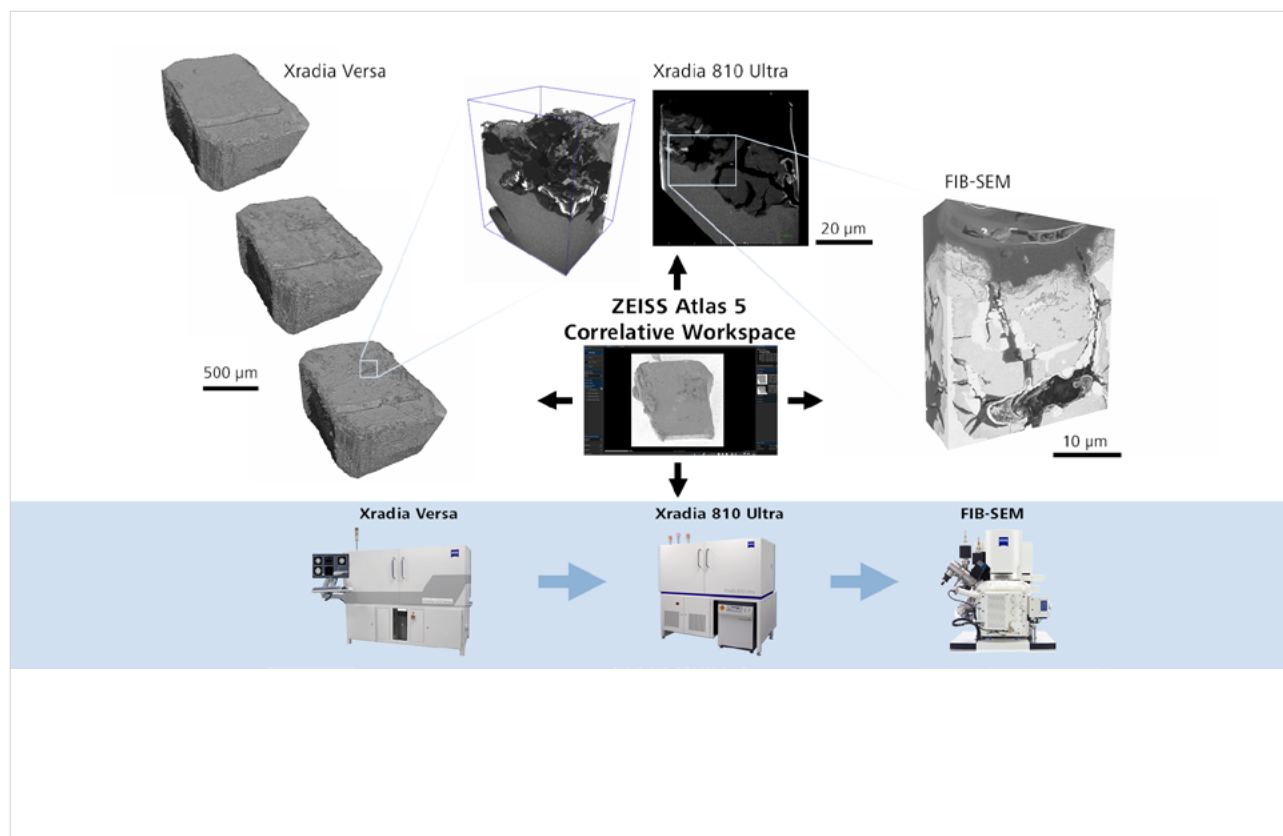 Xradia Versa
Xradia 810 Ultra
FIB-SEM
20 µm
ZEISS Atlas 5
Correlative Workspace
500 µm
10 µm
Xradia Versa
Xradia 810 Ultra
FIB-SEM